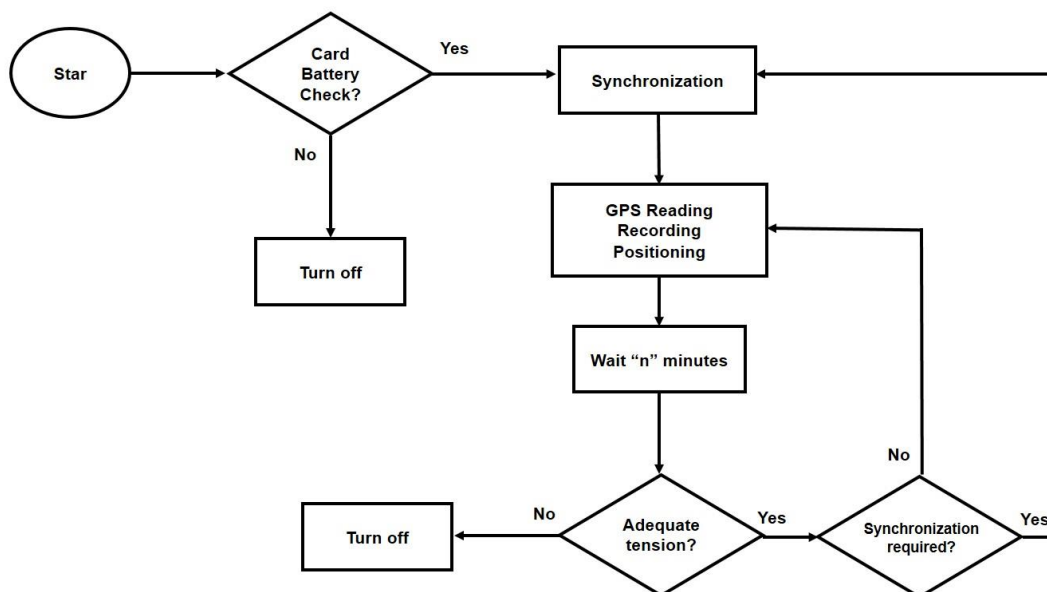 Star
Card
Battery
Check?
Yes
Synchronization
No
Turn off
GPS Reading
Recording
Positioning
Wait “n” minutes
No
Turn off
No
Adequate
tension?
Yes
Synchronization
required?
Yes